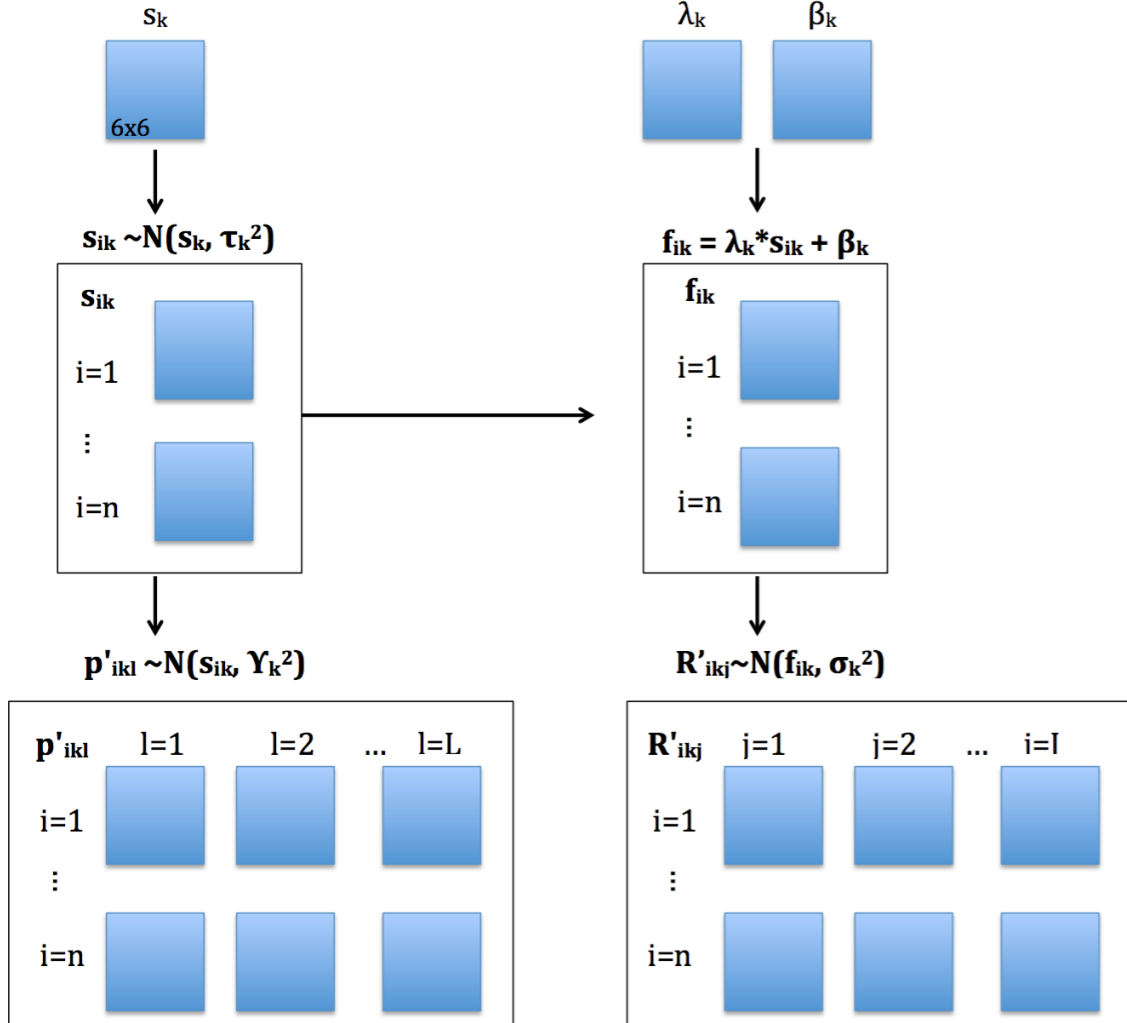 sₖ
λₖ βₖ
6x6
sᵢₖ ~N(sₖ, τₖ²)
fᵢₖ = λₖ*sᵢₖ + βₖ
sᵢₖ
i=1
⋮
i=n
fᵢₖ
i=1
⋮
i=n
p'ᵢₖₗ ~N(sᵢₖ, ϒₖ²)
R’ᵢₖⱼ~N(fᵢₖ, σₖ²)
p'ᵢₖₗ l=1 l=2 ... l=L
i=1
⋮
i=n
R'ᵢₖⱼ j=1 j=2 ...
i=1
⋮
i=n